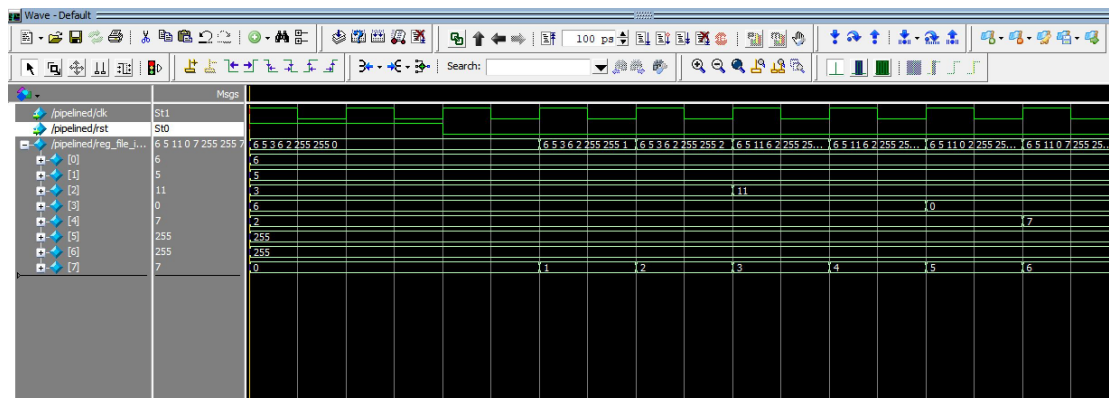 Wave - Default
100 ps
Search:
Msgs
/pipelined/clk St1
/pipelined/rst St0
/pipelined/reg_file_i... 6 5 11 0 7 255 255 7 6 5 3 6 2 255 255 0 6 5 3 6 2 255 255 1 6 5 3 6 2 255 255 2 6 5 11 6 2 255 25... 6 5 11 6 2 255 25... 6 5 11 0 2 255 25... 6 5 11 0 7 255 25...
[0] 6 6
[1] 5 5
[2] 11 3 11
[3] 0 6 0
[4] 7 2 7
[5] 255 255
[6] 255 255
[7] 7 0 1 2 3 4 5 6